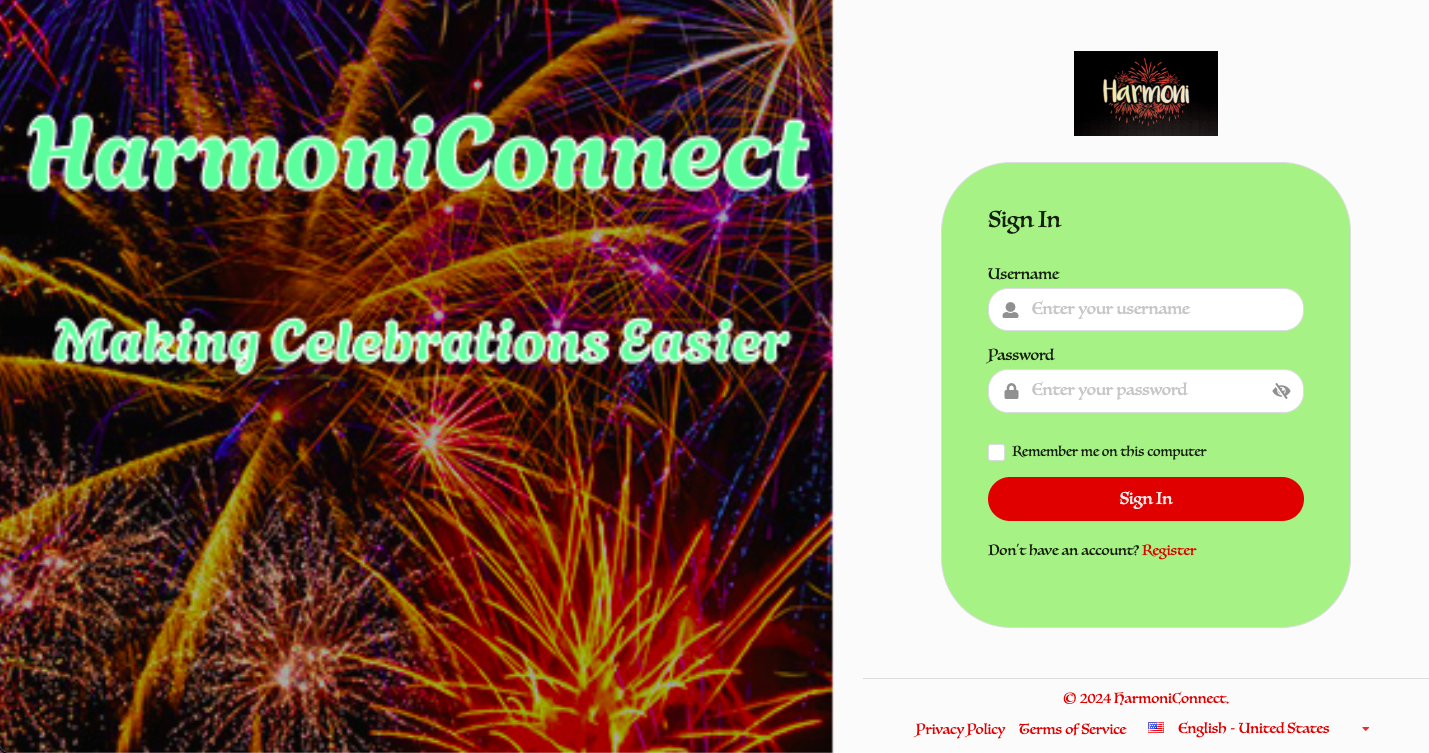 HarmoniConnect
Making Celebrations Easier
Harmoni
Sign In
Username
Enter your username
Password
Enter your password
Remember me on this computer
Sign In
Don't have an account? Register
© 2024 HarmoniConnect.
Privacy Policy Terms of Service English - United States